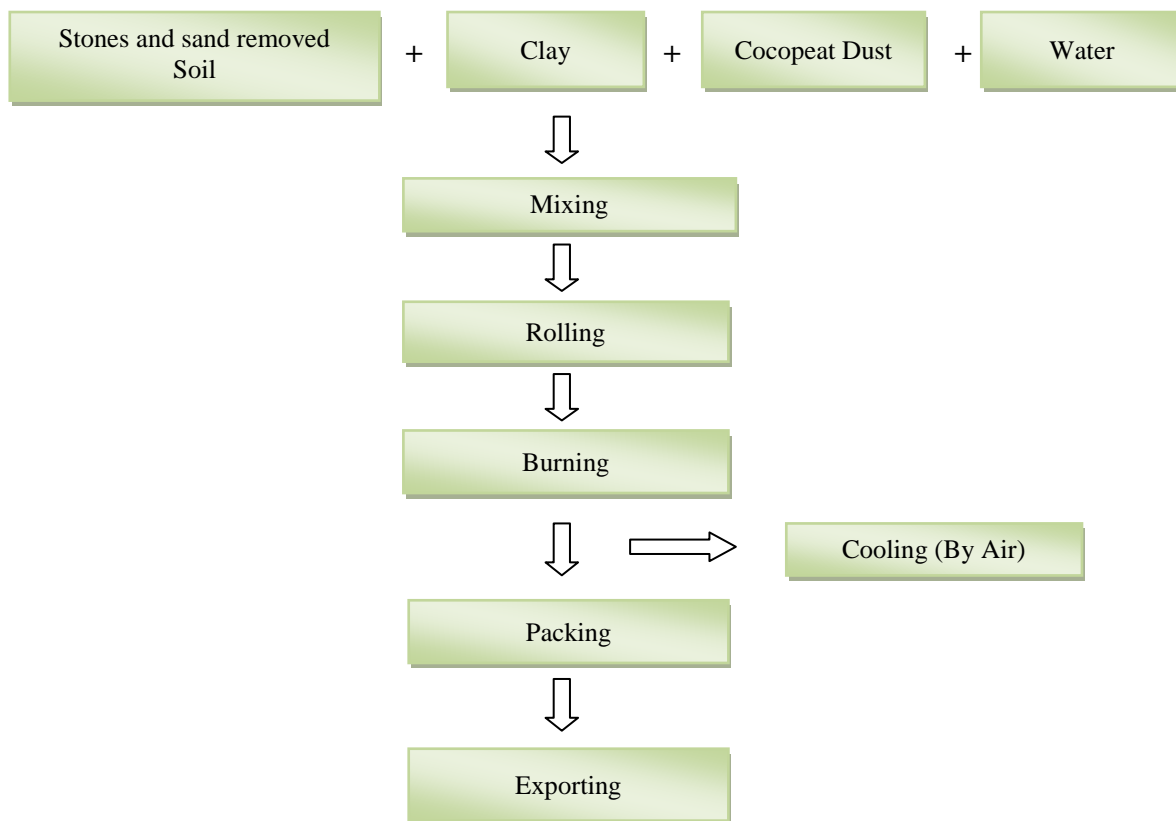 Stones and sand removed
Soil
+
Clay
+
Cocopeat Dust
+
Water
Mixing
Rolling
Burning
Cooling (By Air)
Packing
Exporting